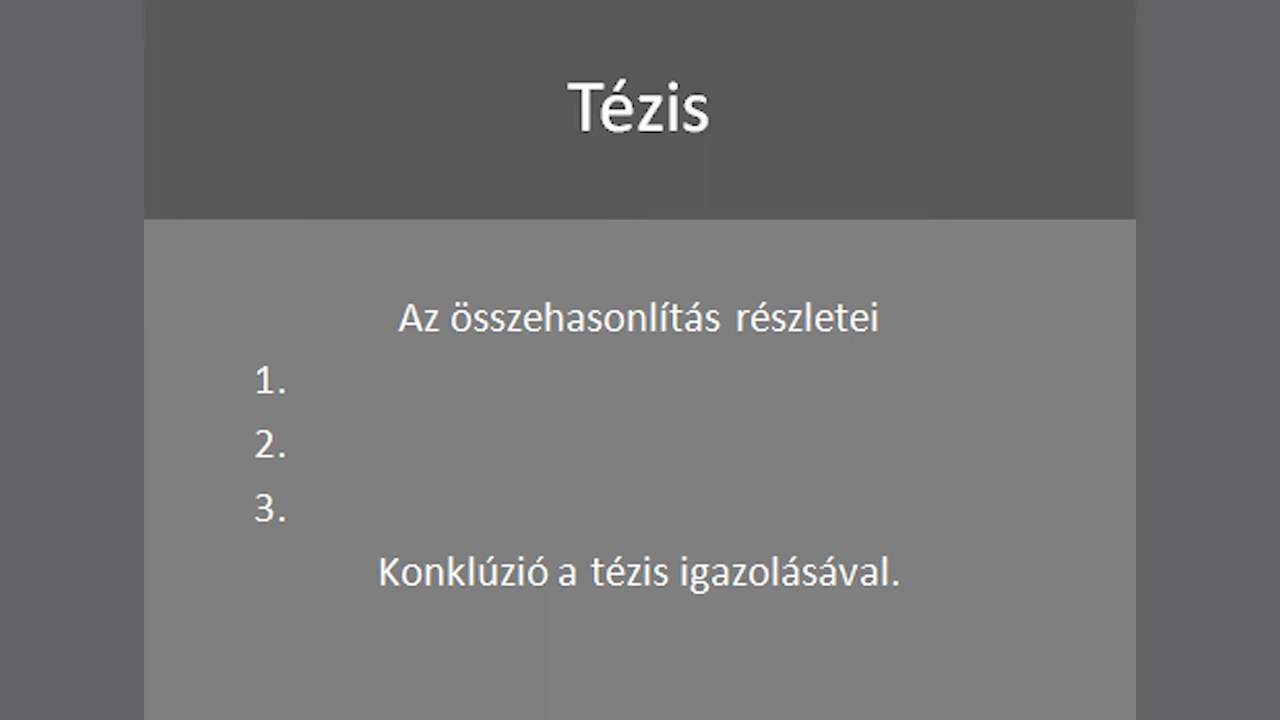 Tézis
Az összehasonlítás részletei
1.
2.
3.
Konklúzió a tézis igazolásával.